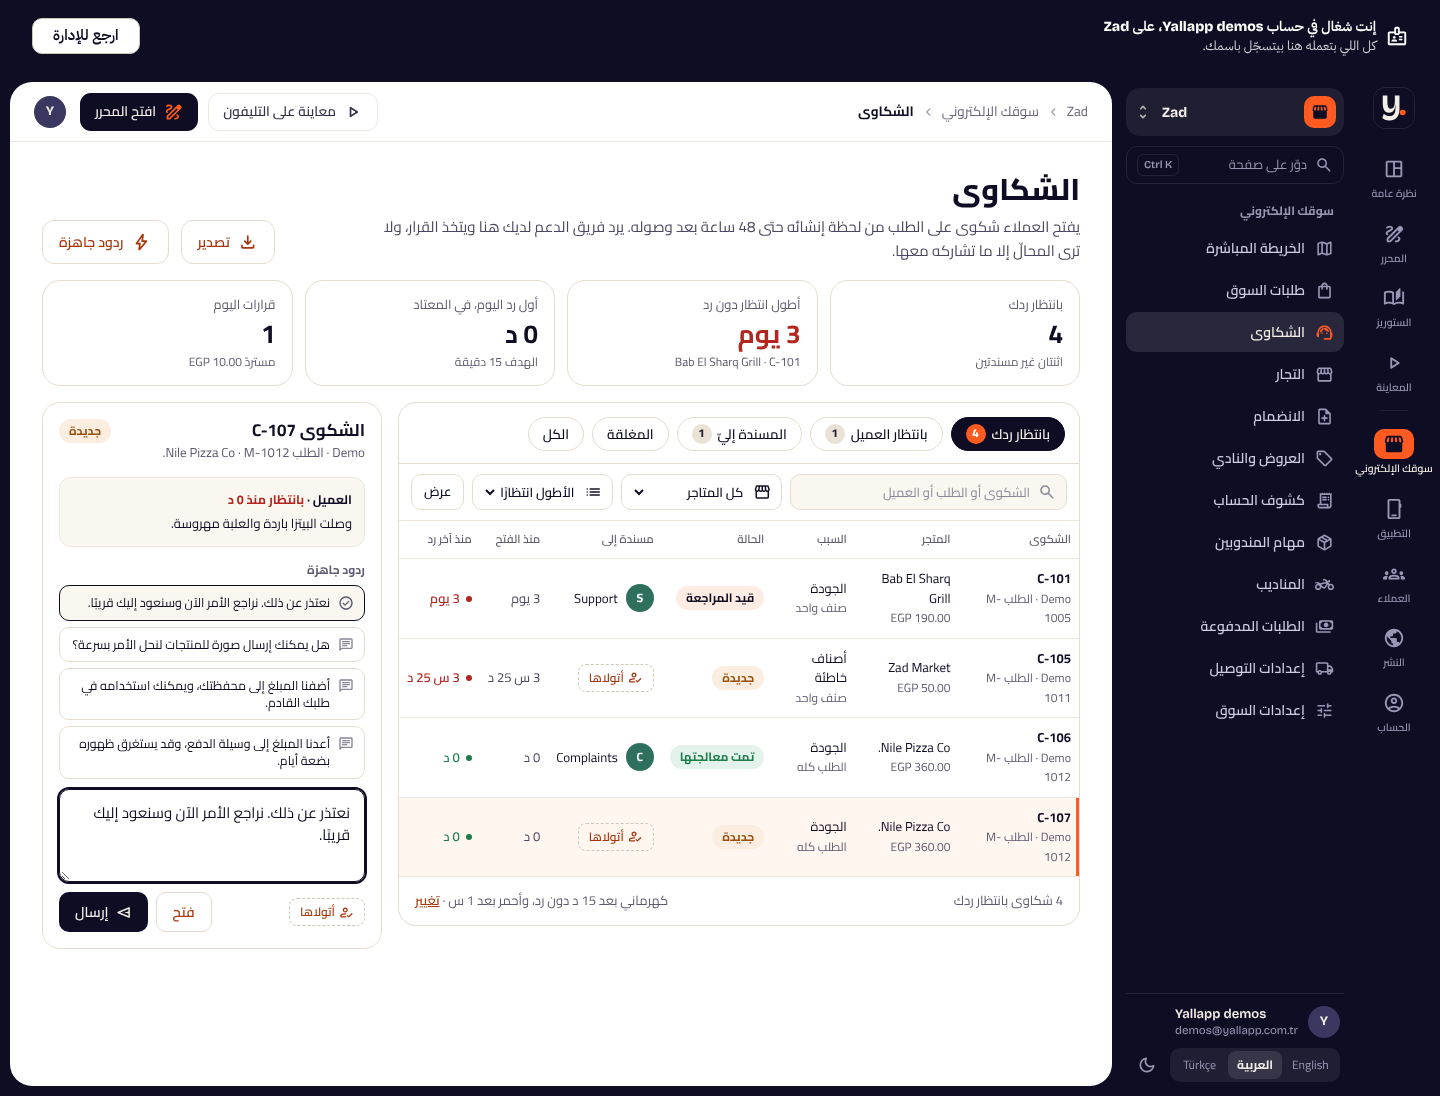 إنت شغال في حساب Yallapp demos، على Zad
كل اللي بتعمله هنا بيتسجّل باسمك.
ارجع للإدارة
y.
نظرة عامة
المحرر
الستوريز
المعاينة
سوقك الإلكتروني
التطبيق
العملاء
النشر
الحساب
Zad
دوّر على صفحة
Ctrl K
سوقك الإلكتروني
الخريطة المباشرة
طلبات السوق
الشكاوى
التجار
الانضمام
العروض والنادي
كشوف الحساب
مهام المندوبين
المناديب
الطلبات المدفوعة
إعدادات التوصيل
إعدادات السوق
Yallapp demos
demos@yallapp.com.tr
Y
English
العربية
Türkçe
Zad › سوقك الإلكتروني › الشكاوى
معاينة على التليفون
افتح المحرر
Y
الشكاوى
يفتح العملاء شكوى على الطلب من لحظة إنشائه حتى 48 ساعة بعد وصوله. يرد فريق الدعم لديك هنا ويتخذ القرار، ولا
ترى المحالّ إلا ما تشاركه معها.
تصدير
ردود جاهزة
بانتظار ردك
4
اثنتان غير مسندتين
أطول انتظار دون رد
3 يوم
Bab El Sharq Grill · C-101
أول رد اليوم، في المعتاد
0 د
الهدف 15 دقيقة
قرارات اليوم
1
مستردّ EGP 10.00
بانتظار ردك 4
بانتظار العميل 1
المسندة إليّ 1
المغلقة
الكل
الشكوى أو الطلب أو العميل
كل المتاجر
الأطول انتظارًا
عرض
الشكوى المتجر السبب الحالة مسندة إلى منذ الفتح منذ آخر رد
C-101
Demo · الطلب M-
1005
Bab El Sharq
Grill
EGP 190.00
الجودة
صنف واحد
قيد المراجعة
S
Support
3 يوم
3 يوم
C-105
Demo · الطلب M-
1011
Zad Market
EGP 50.00
أصناف
خاطئة
صنف واحد
جديدة
أتولاها
3 س 25 د
3 س 25 د
C-106
Demo · الطلب M-
1012
Nile Pizza Co.
EGP 360.00
الجودة
الطلب كله
تمت معالجتها
C
Complaints
0 د
0 د
C-107
Demo · الطلب M-
1012
Nile Pizza Co.
EGP 360.00
الجودة
الطلب كله
جديدة
أتولاها
0 د
0 د
4 شكاوى بانتظار ردك
كهرماني بعد 15 د دون رد، وأحمر بعد 1 س · تغيير
الشكوى C-107
جديدة
Demo · الطلب M-1012 · Nile Pizza Co.
العميل · بانتظار منذ 0 د
وصلت البيتزا باردة والعلبة مهروسة.
ردود جاهزة
نعتذر عن ذلك. نراجع الأمر الآن وسنعود إليك قريبًا.
هل يمكنك إرسال صورة للمنتجات لنحل الأمر بسرعة؟
أضفنا المبلغ إلى محفظتك، ويمكنك استخدامه في
طلبك القادم.
أعدنا المبلغ إلى وسيلة الدفع، وقد يستغرق ظهوره
بضعة أيام.
نعتذر عن ذلك. نراجع الأمر الآن وسنعود إليك
قريبًا.
أتولاها
فتح
إرسال